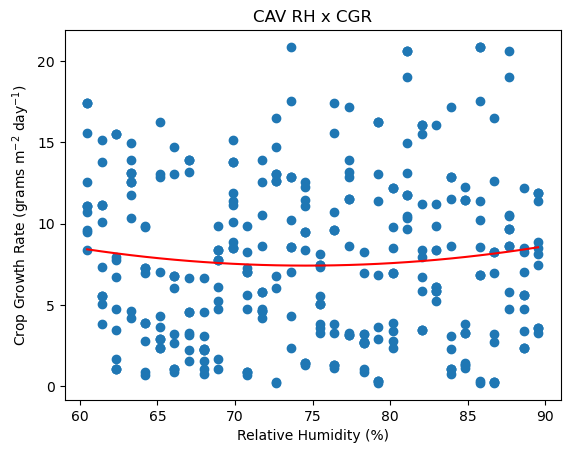 CAV RH x CGR
Crop Growth Rate (grams m⁻² day⁻¹)
20
15
10
5
0
60 65 70 75 80 85 90
Relative Humidity (%)